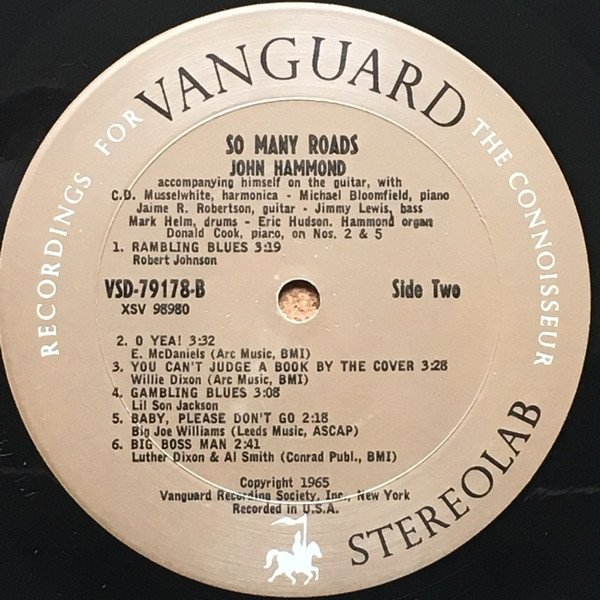 RECORDINGS FOR VANGUARD THE CONNOISSEUR
SO MANY ROADS
JOHN HAMMOND
accompanying himself on the guitar, with
C.D. Musselwhite, harmonica - Michael Bloomfield, piano
Jaime R. Robertson, guitar - Jimmy Lewis, bass
Mark Helm, drums - Eric Hudson. Hammond organ
Donald Cook, piano, on Nos. 2 & 5
1. RAMBLING BLUES 3:19
Robert Johnson
VSD-79178-B Side Two
XSV 98980
2. O YEA! 3:32
E. McDaniels (Arc Music, BMI)
3. YOU CAN'T JUDGE A BOOK BY THE COVER 3:28
Willie Dixon (Arc Music, BMI)
4. GAMBLING BLUES 3:08
Lil Son Jackson
5. BABY, PLEASE DON'T GO 2:18
Big Joe Williams (Leeds Music, ASCAP)
6. BIG BOSS MAN 2:41
Luther Dixon & Al Smith (Conrad Publ., BMI)
Copyright 1965
Vanguard Recording Society, Inc., New York
Recorded in U.S.A.
STEREOLAB